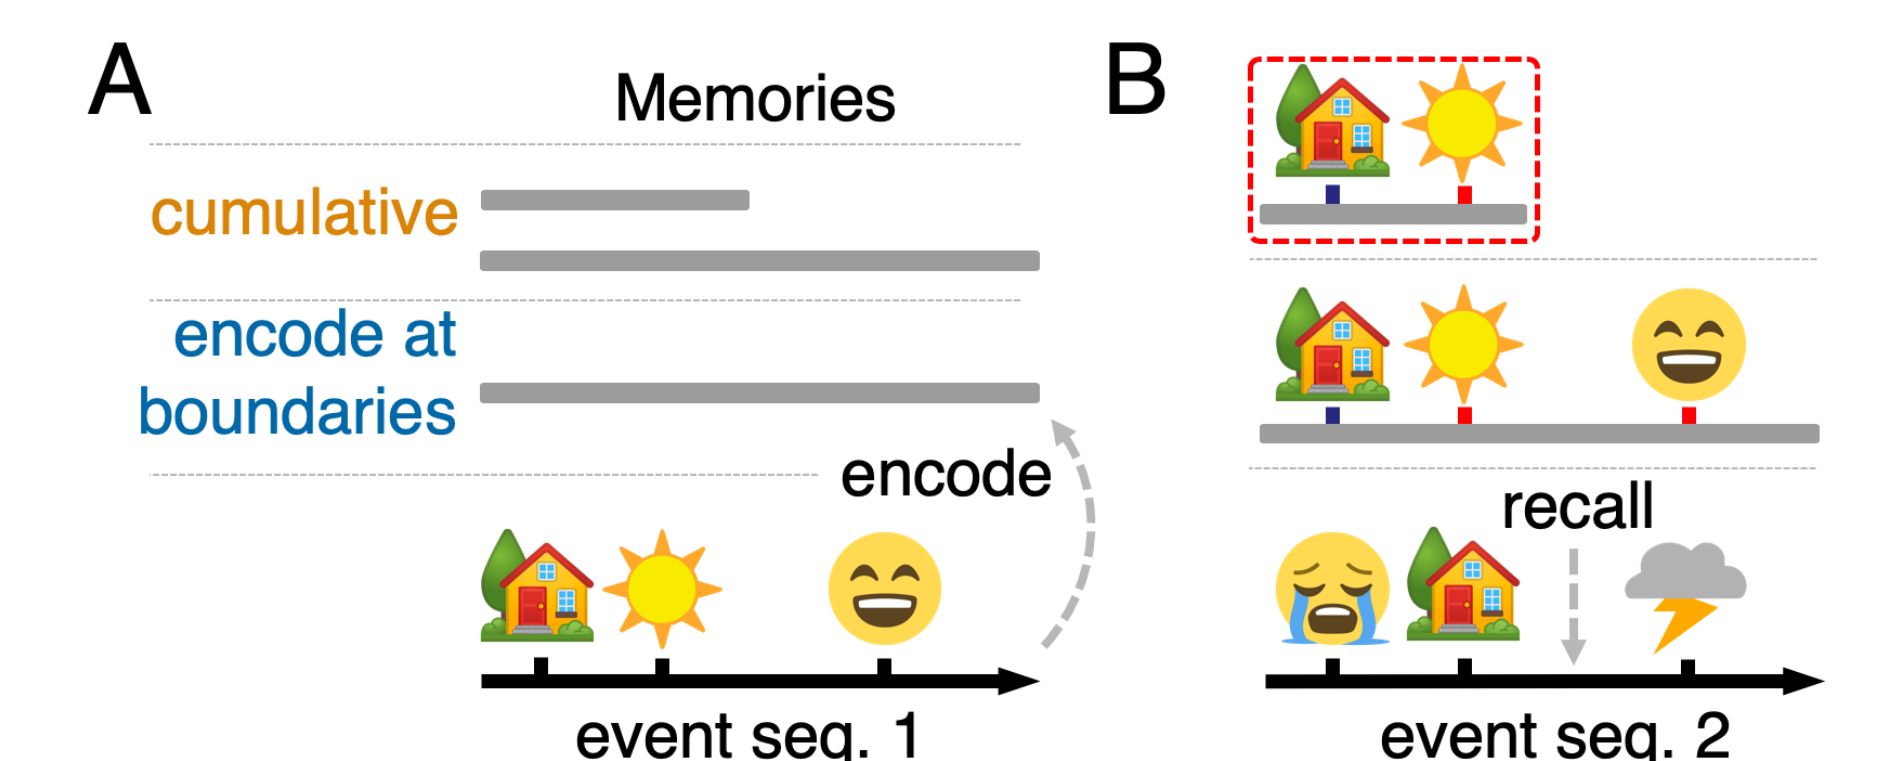 A
Memories
cumulative
encode at
boundaries
encode
event seq. 1
B
recall
event seq. 2